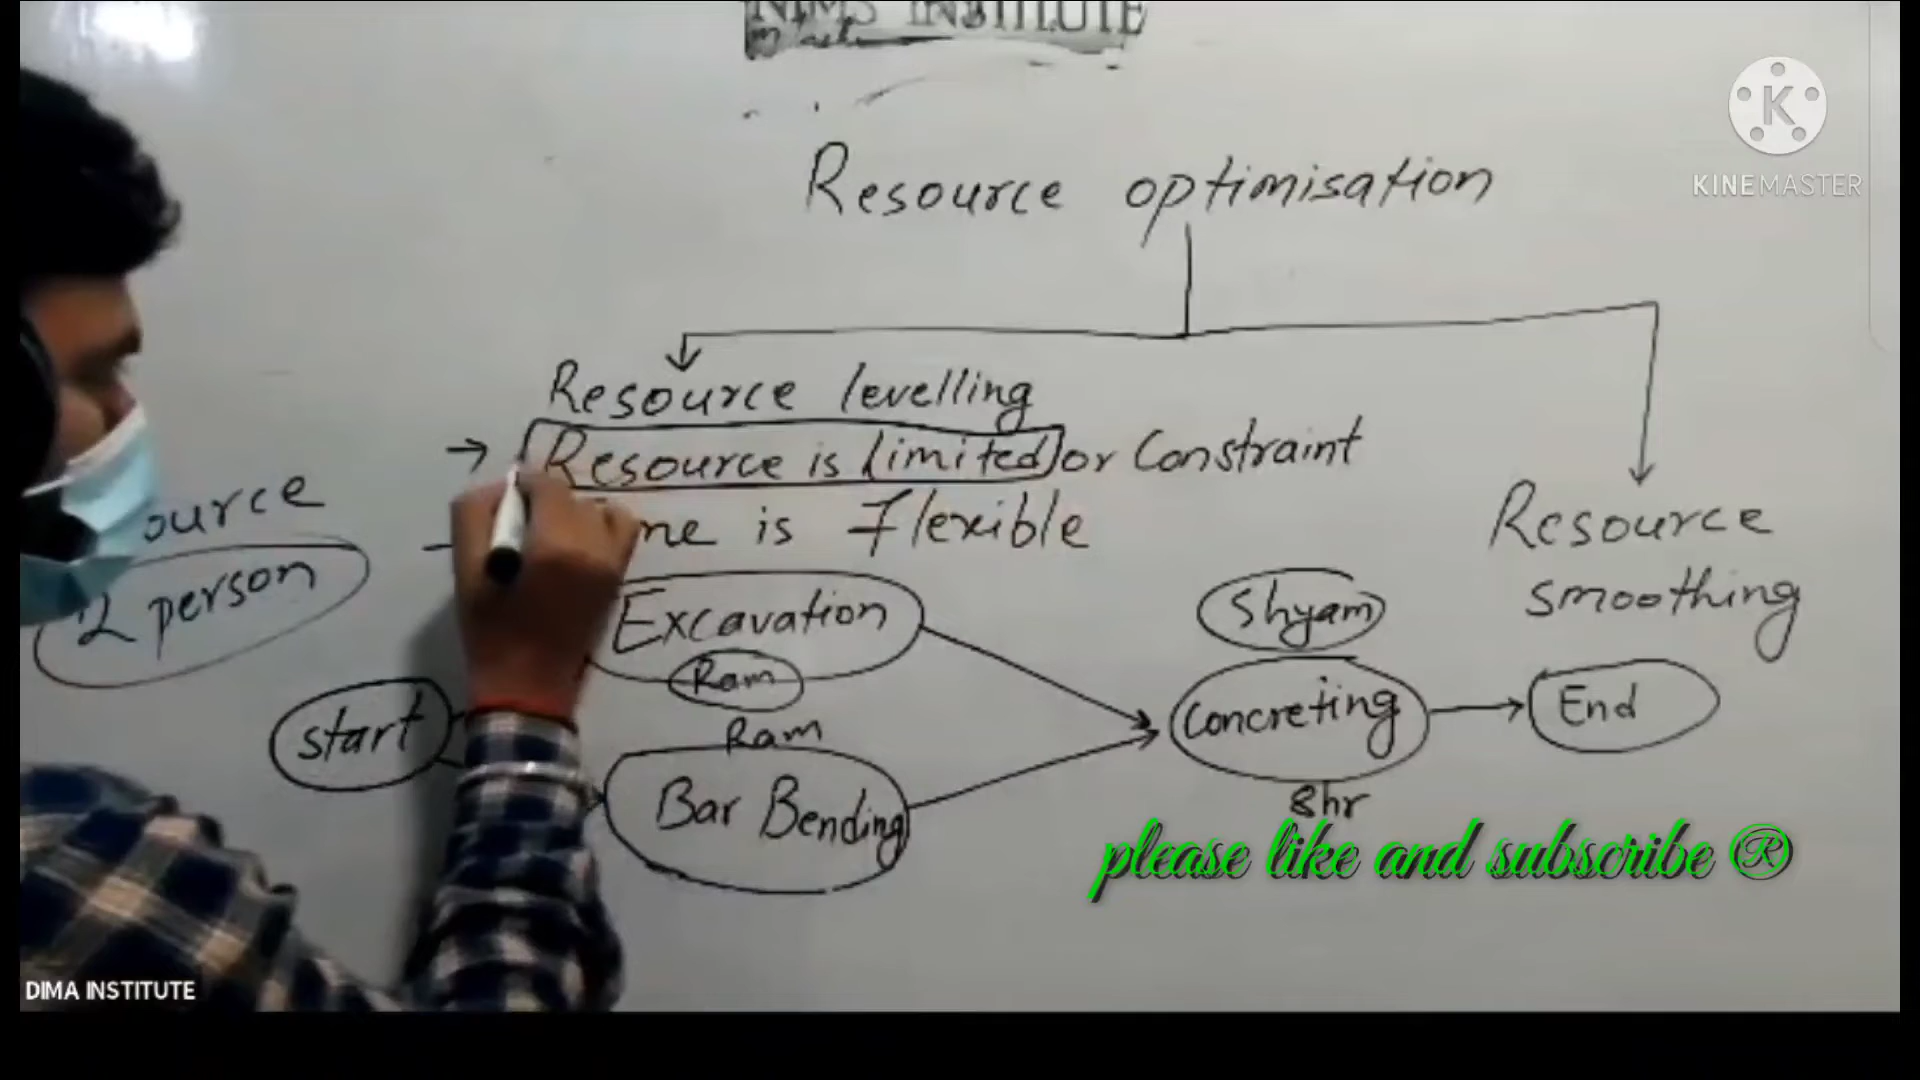 INSTITUTE
KINEMASTER
Resource optimisation
Resource levelling
Resource is limited or Constraint
is Flexible
ource
2 person
Resource
smoothing
Excavation
Ram
Shyam
start
Ram
Concreting
End
Bar Bending
8hr
please like and subscribe ®
DIMA INSTITUTE